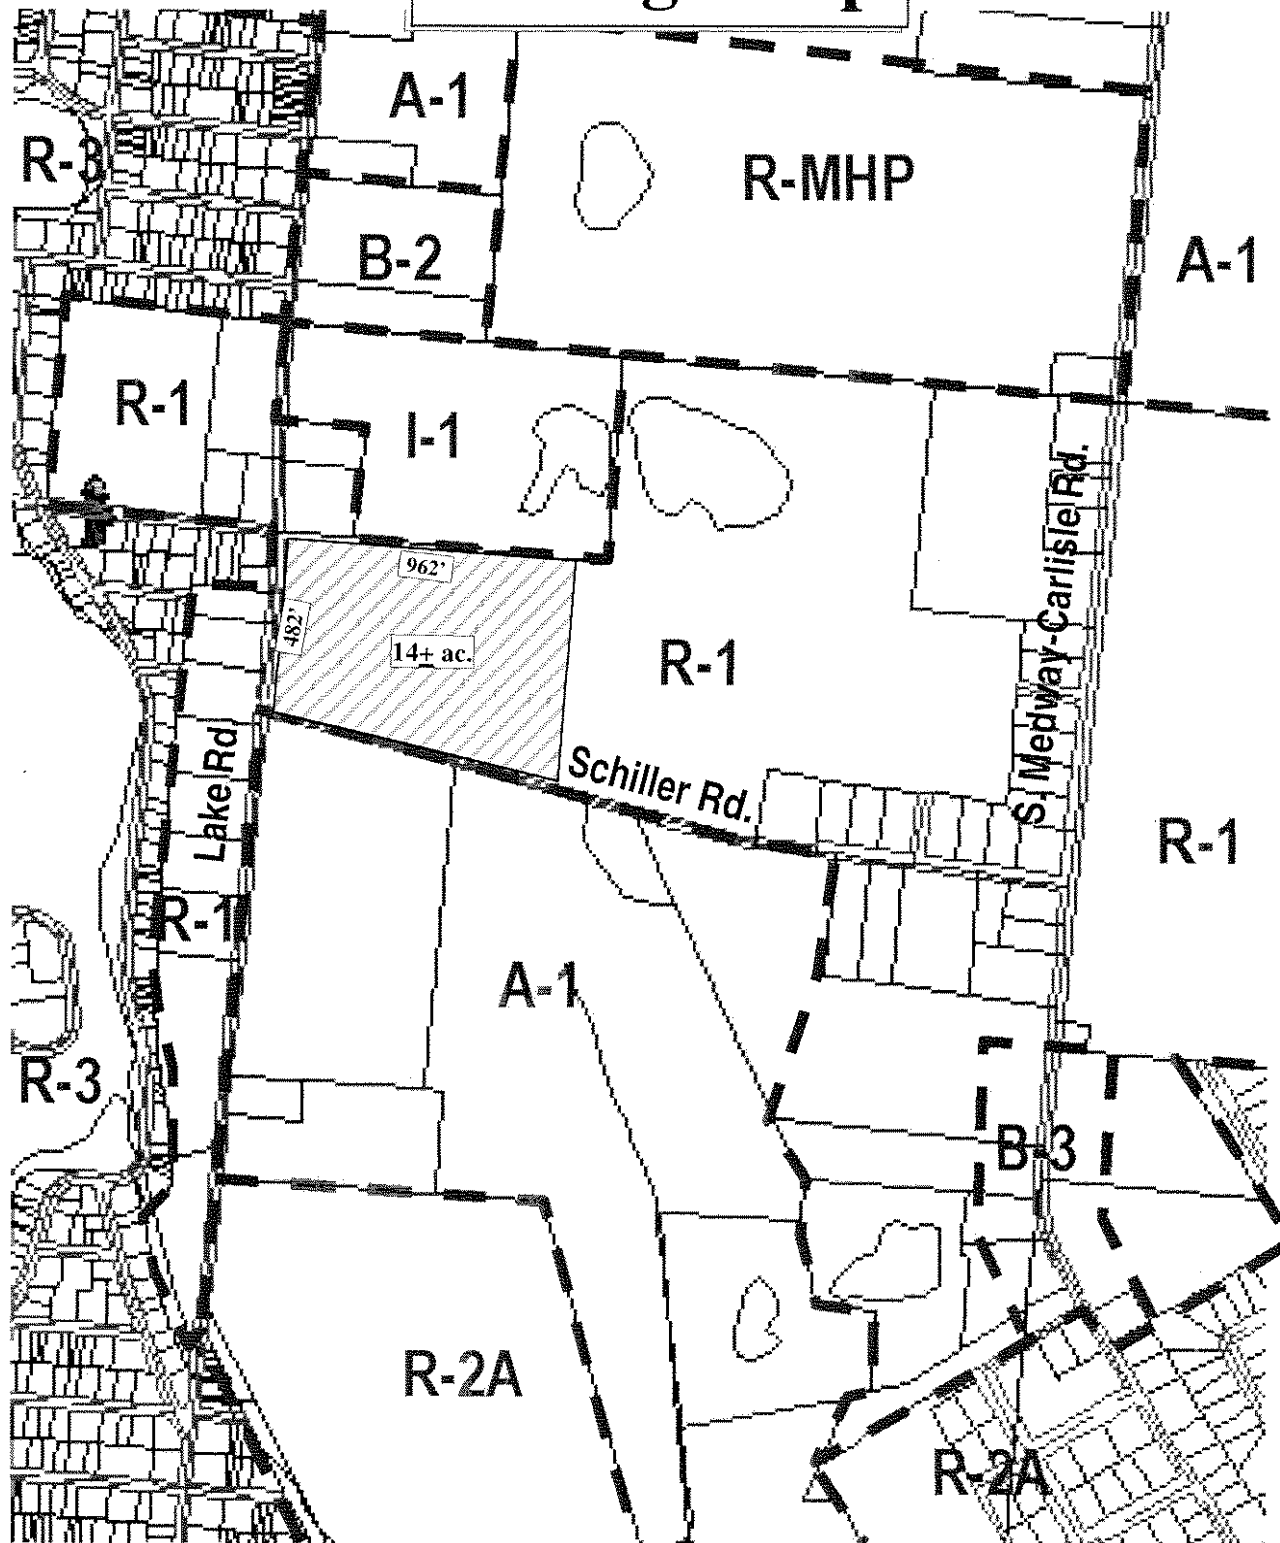 A-1
R-3
R-MHP
B-2
A-1
R-1
I-1
S. Medway-Carlisle Rd.
962'
482'
14+ ac.
R-1
Schiller Rd.
Lake Rd
R-1
R-1
A-1
R-3
B-3
R-2A
R-2A